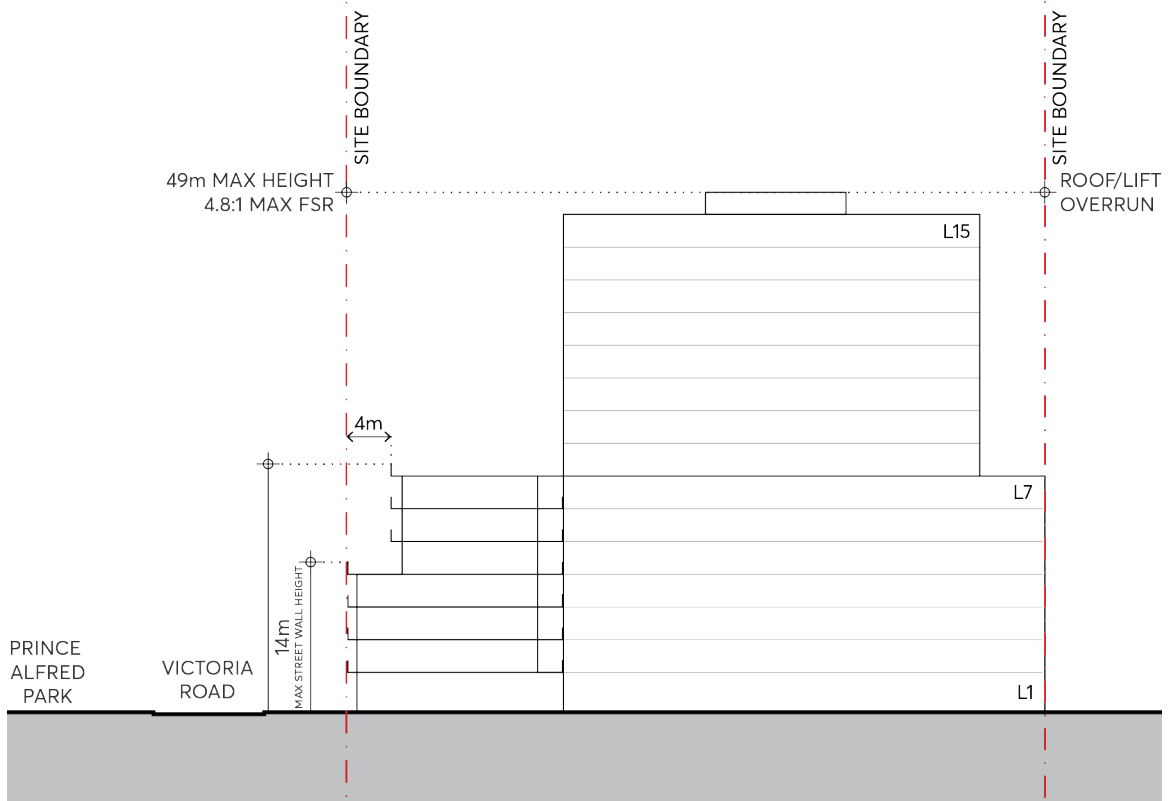 SITE BOUNDARY
SITE BOUNDARY
49m MAX HEIGHT
4.8:1 MAX FSR
ROOF/LIFT
OVERRUN
L15
4m
L7
14m
MAX STREET WALL HEIGHT
PRINCE
ALFRED
PARK
VICTORIA
ROAD
L1